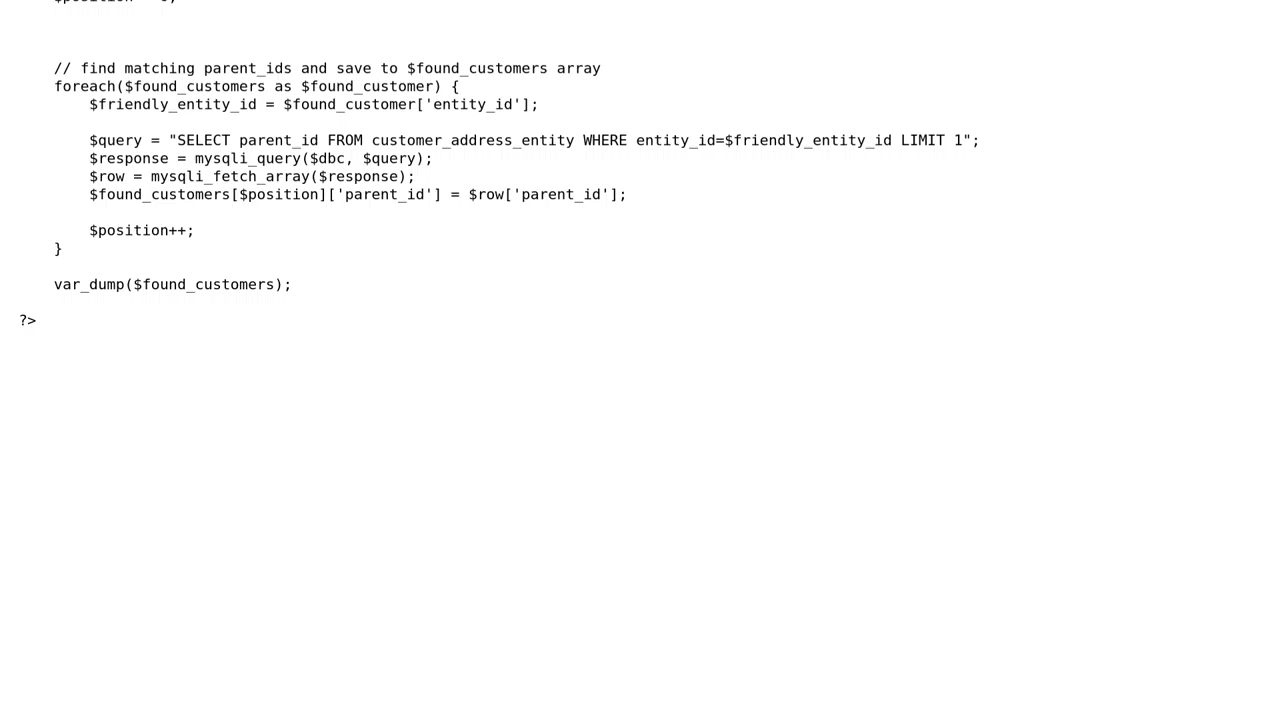 // find matching parent_ids and save to $found_customers array
foreach($found_customers as $found_customer) {
$friendly_entity_id = $found_customer['entity_id'];
$query = "SELECT parent_id FROM customer_address_entity WHERE entity_id=$friendly_entity_id LIMIT 1";
$response = mysqli_query($dbc, $query);
$row = mysqli_fetch_array($response);
$found_customers[$position]['parent_id'] = $row['parent_id'];
$position++;
}
var_dump($found_customers);
?>